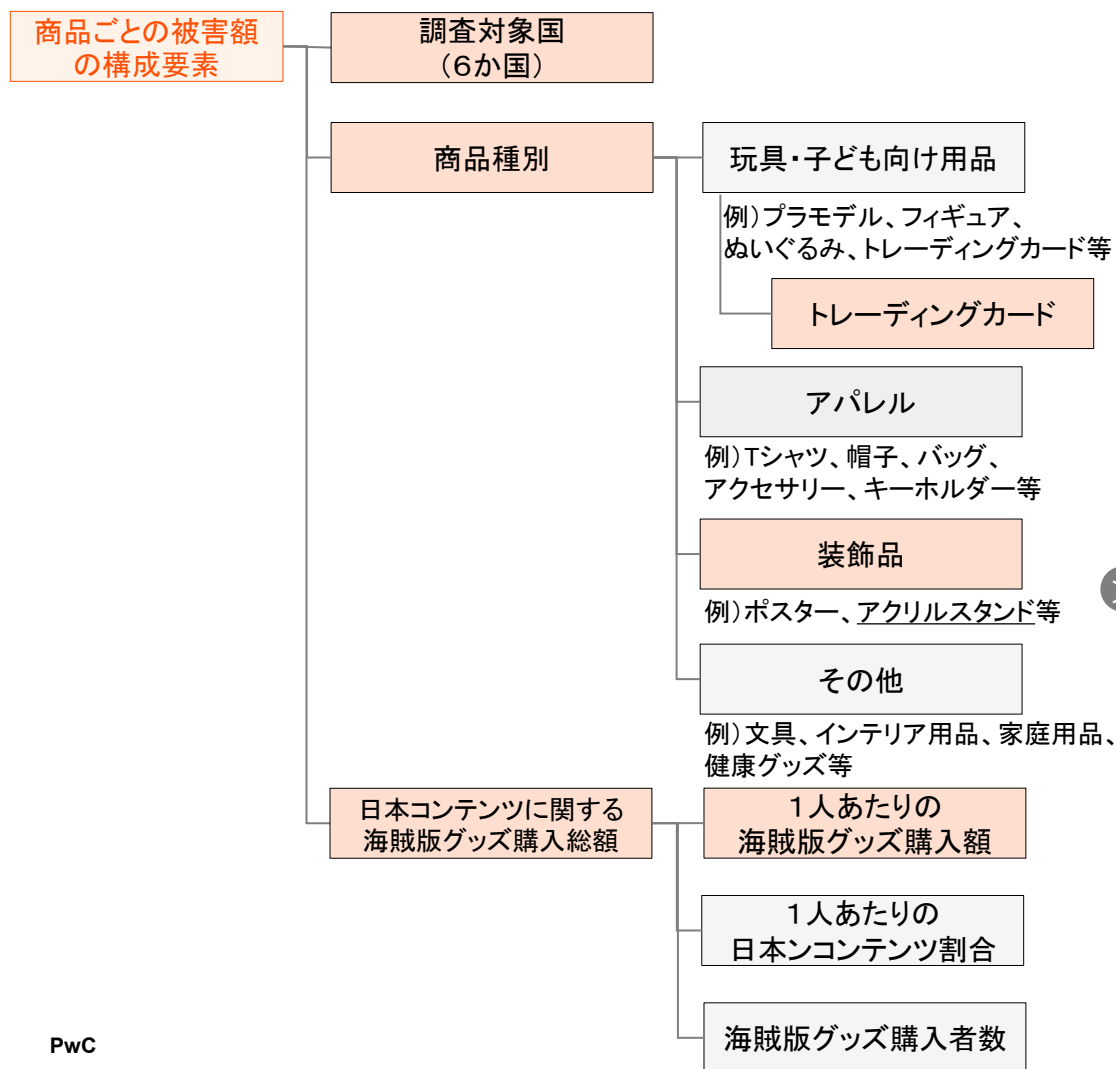 商品ごとの被害額
の構成要素
調査対象国
（６か国）
商品種別
玩具・子ども向け用品
例）プラモデル、フィギュア、
ぬいぐるみ、トレーディングカード等
トレーディングカード
アパレル
例）Tシャツ、帽子、バッグ、
アクセサリー、キーホルダー等
装飾品
例）ポスター、アクリルスタンド等
その他
例）文具、インテリア用品、家庭用品、
健康グッズ等
日本コンテンツに関する
海賊版グッズ購入総額
１人あたりの
海賊版グッズ購入額
１人あたりの
日本ンコンテンツ割合
海賊版グッズ購入者数
PwC